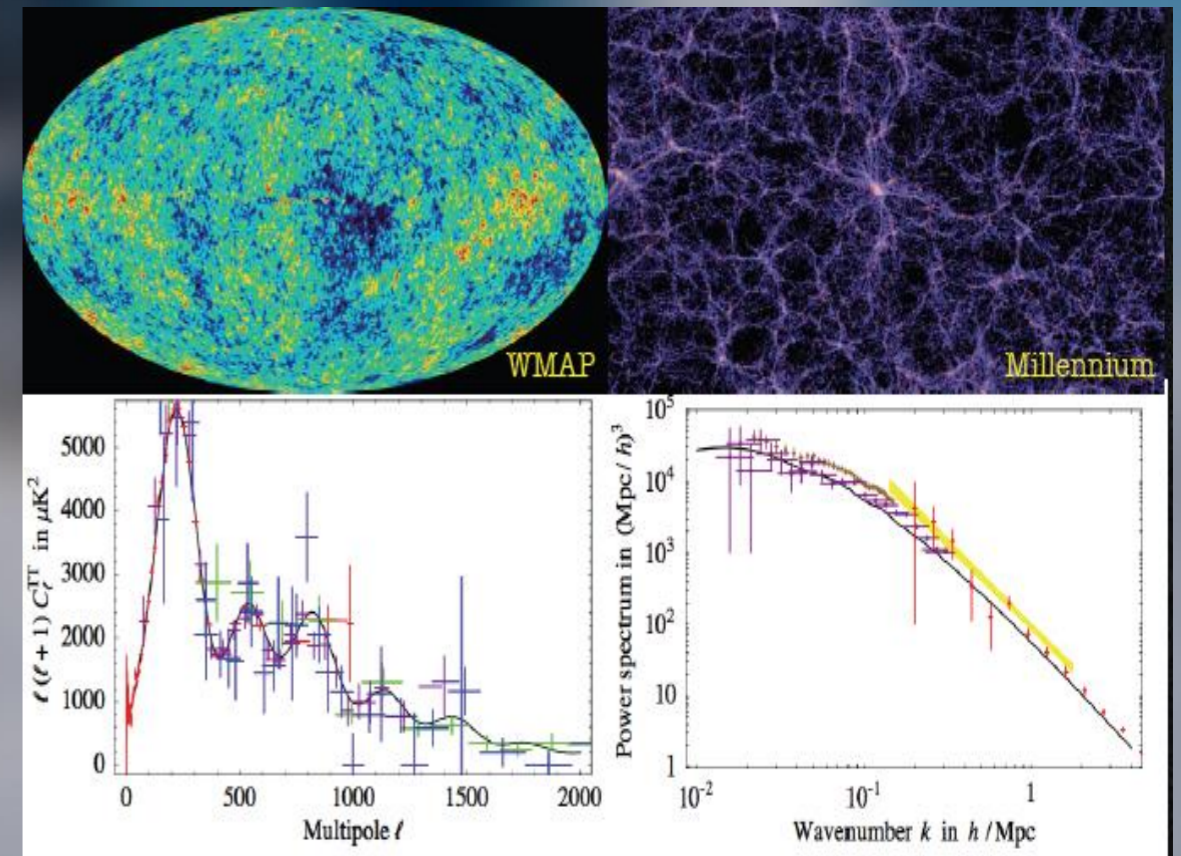 WMAP
Millennium
5000
4000
3000
2000
1000
0
ℓ (ℓ + 1) C_ℓ^TT in μK²
0 500 1000 1500 2000
Multipole ℓ
10⁵
10⁴
10³
10²
10
1
Power spectrum in (Mpc / h)³
10⁻² 10⁻¹ 1
Wavenumber k in h / Mpc